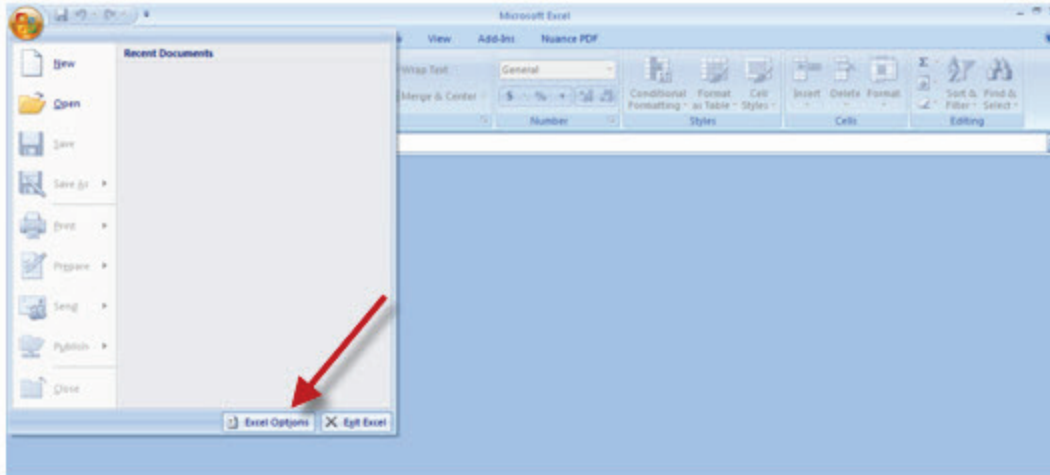 Microsoft Excel
View Add-Ins Nuance PDF
New
Recent Documents
Open
Save
Save As
Print
Prepare
Send
Publish
Close
Wrap Text
Merge & Center
General
$ %
Number
Conditional Formatting
Format as Table
Cell Styles
Styles
Insert Delete Format
Cells
Σ
Sort & Filter
Find & Select
Editing
Excel Options
Exit Excel